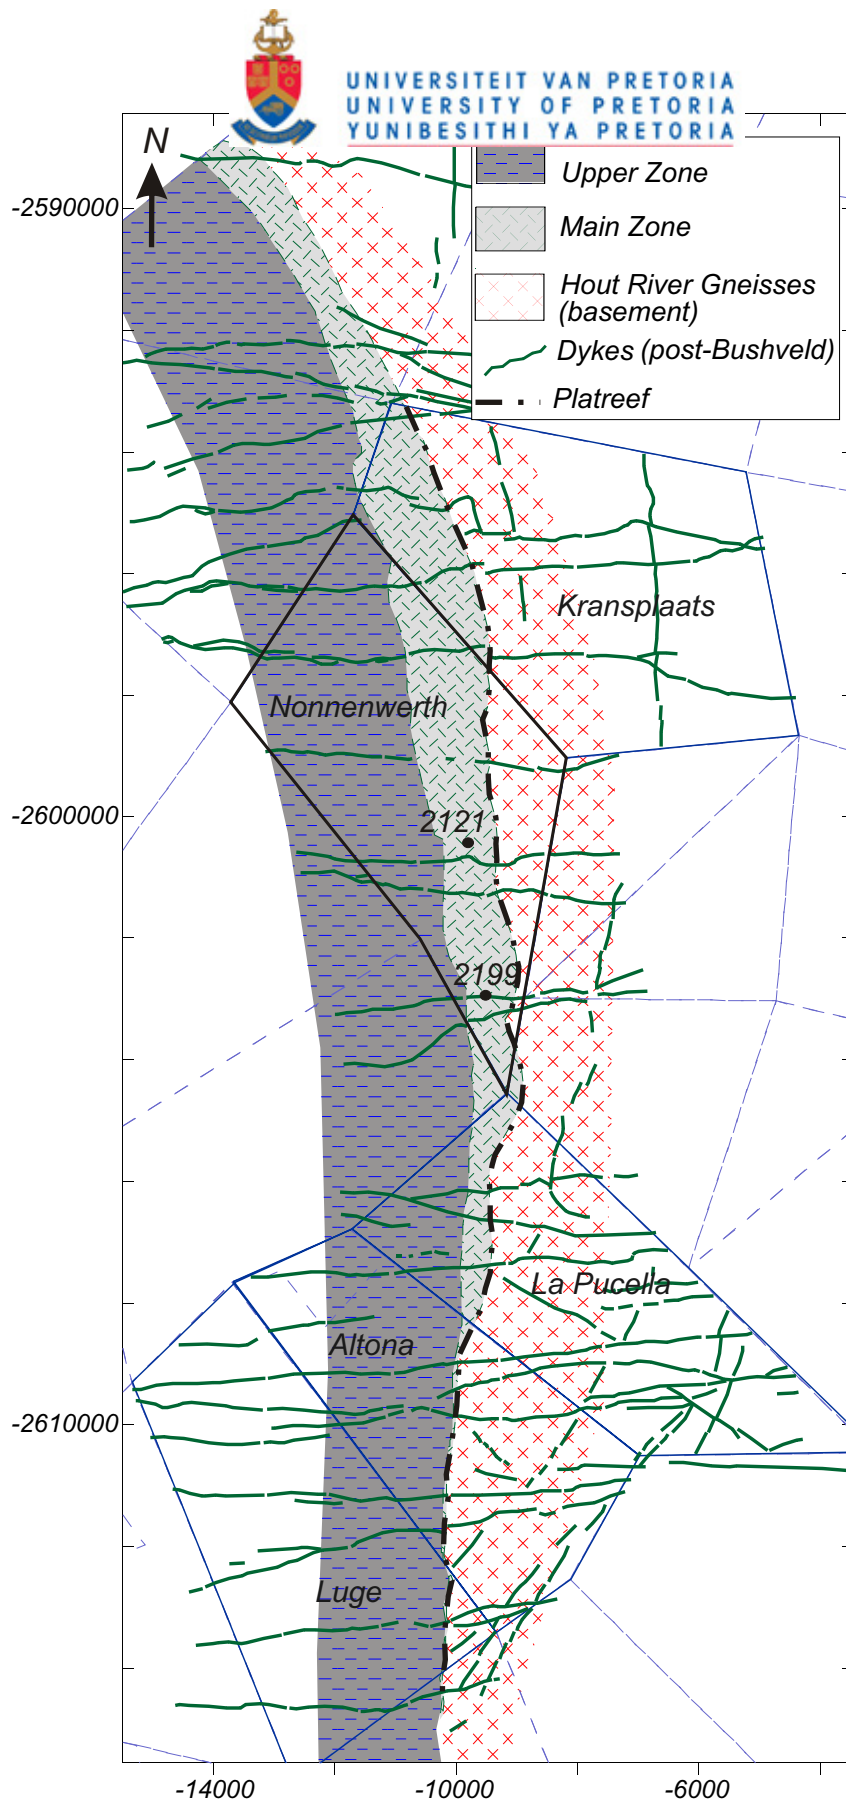 UNIVERSITEIT VAN PRETORIA
UNIVERSITY OF PRETORIA
YUNIBESITHI YA PRETORIA
N
Upper Zone
Main Zone
Hout River Gneisses
(basement)
Dykes (post-Bushveld)
Platreef
-2590000
Kransplaats
Nonnenwerth
-2600000
2121
2199
La Pucella
Altona
-2610000
Luge
-14000
-10000
-6000